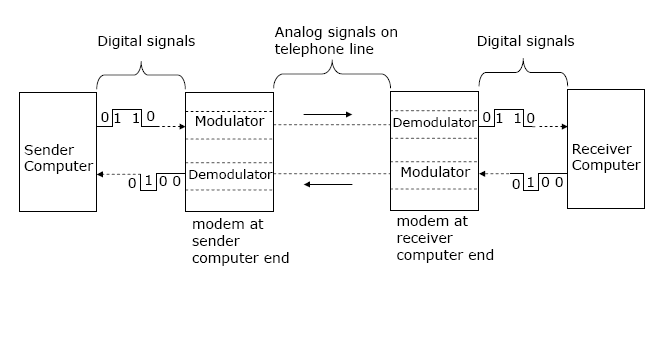 Digital signals
Analog signals on
telephone line
Digital signals
Sender
Computer
0 1 1 0
0 1 0 0
Modulator
Demodulator
Demodulator
Modulator
0 1 1 0
0 1 0 0
Receiver
Computer
modem at
sender
computer end
modem at
receiver
computer end